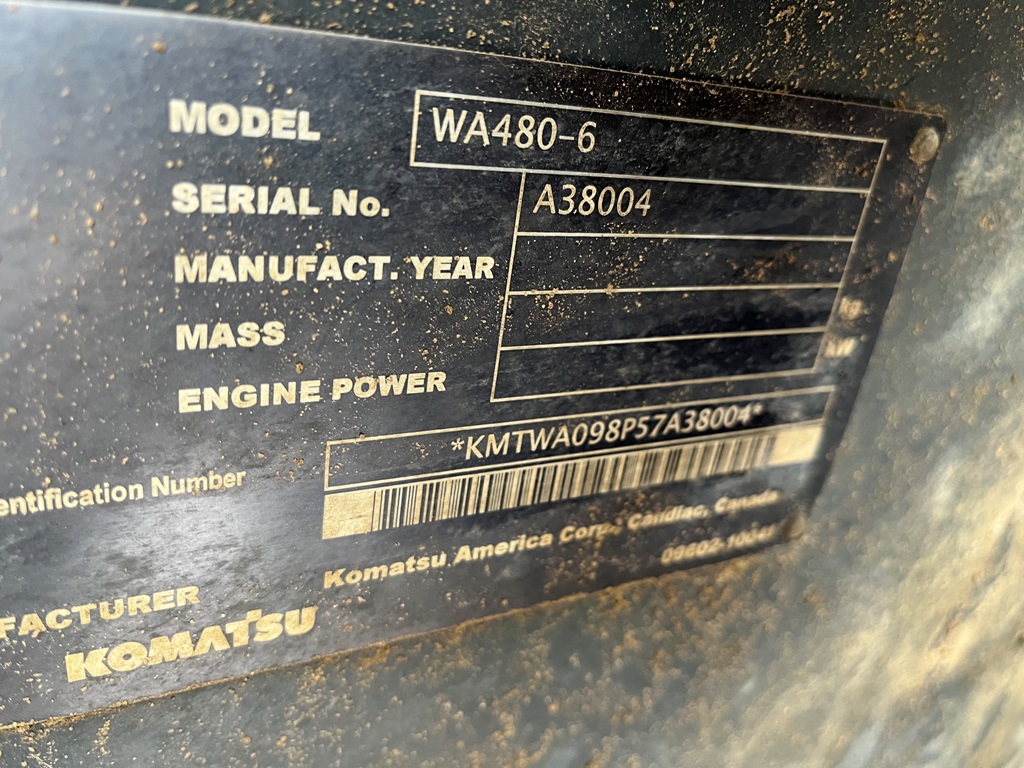 MODEL WA480-6
SERIAL No. A38004
MANUFACT. YEAR
MASS
ENGINE POWER kW
*KMTWA098P57A38004*
entification Number
Komatsu America Corp., Candiac, Canada
FACTURER
KOMATSU